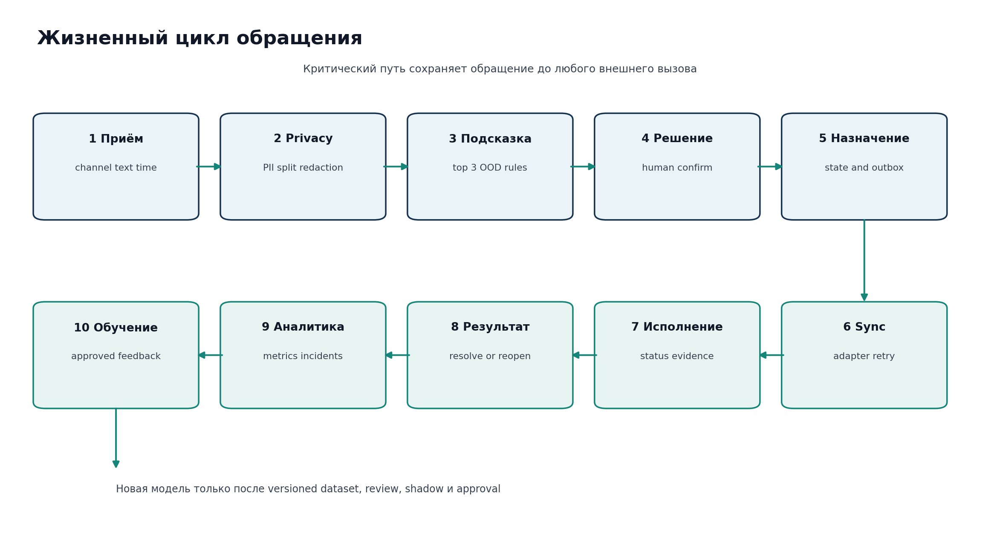 Жизненный цикл обращения
Критический путь сохраняет обращение до любого внешнего вызова
1 Приём
channel text time
2 Privacy
PII split redaction
3 Подсказка
top 3 OOD rules
4 Решение
human confirm
5 Назначение
state and outbox
6 Sync
adapter retry
7 Исполнение
status evidence
8 Результат
resolve or reopen
9 Аналитика
metrics incidents
10 Обучение
approved feedback
Новая модель только после versioned dataset, review, shadow и approval